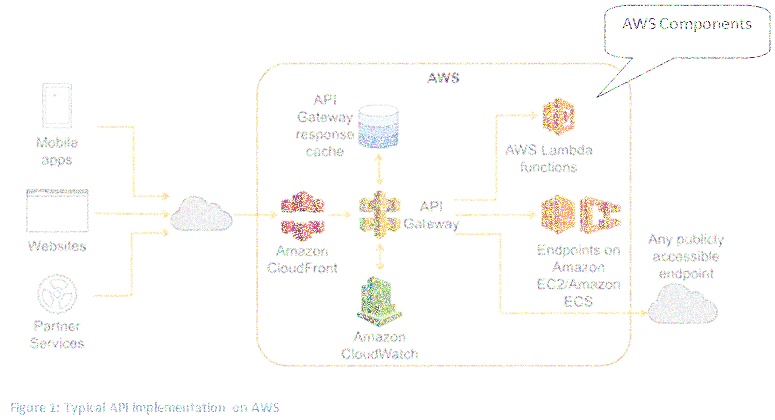 AWS Components
AWS
API
Gateway
response
cache
Mobile
apps
AWS Lambda
functions
API
Gateway
Websites
Amazon
CloudFront
Endpoints on
Amazon
EC2/Amazon
ECS
Any publicly
accessible
endpoint
Partner
Services
Amazon
CloudWatch
Figure 1: Typical API implementation on AWS